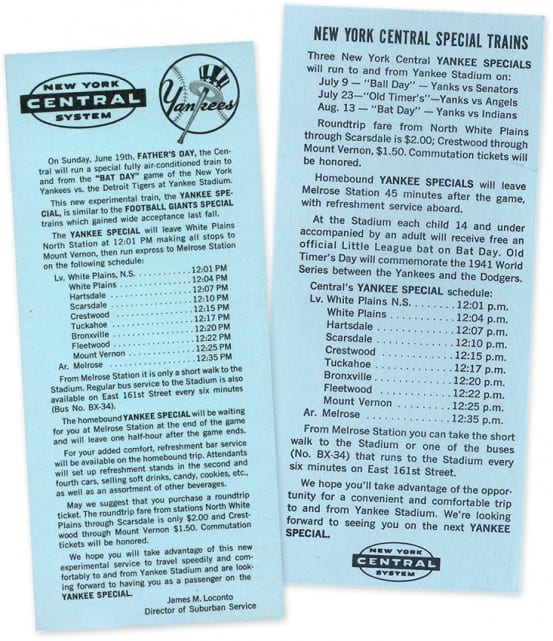 NEW YORK
CENTRAL
SYSTEM
Yankees
On Sunday, June 19th, FATHER'S DAY, the Cen-
tral will run a special fully air-conditioned train to
and from the "BAT DAY" game of the New York
Yankees vs. the Detroit Tigers at Yankee Stadium.
This new experimental train, the YANKEE SPE-
CIAL, is similar to the FOOTBALL GIANTS SPECIAL
trains which gained wide acceptance last fall.
The YANKEE SPECIAL will leave White Plains
North Station at 12:01 PM making all stops to
Mount Vernon, then run express to Melrose Station
on the following schedule:
Lv. White Plains, N.S. . . . . . . . . . . . 12:01 PM
White Plains . . . . . . . . . . . . . . . 12:04 PM
Hartsdale . . . . . . . . . . . . . . . . 12:07 PM
Scarsdale . . . . . . . . . . . . . . . . 12:10 PM
Crestwood . . . . . . . . . . . . . . . 12:15 PM
Tuckahoe . . . . . . . . . . . . . . . . 12:17 PM
Bronxville . . . . . . . . . . . . . . . . 12:20 PM
Fleetwood . . . . . . . . . . . . . . . 12:22 PM
Mount Vernon . . . . . . . . . . . . . 12:25 PM
Ar. Melrose . . . . . . . . . . . . . . . . . 12:35 PM
From Melrose Station it is only a short walk to the
Stadium. Regular bus service to the Stadium is also
available on East 161st Street every six minutes
(Bus No. BX-34).
The homebound YANKEE SPECIAL will be waiting
for you at Melrose Station at the end of the game
and will leave one half-hour after the game ends.
For your added comfort, refreshment bar service
will be available on the homebound trip. Attendants
will set up refreshment stands in the second and
fourth cars, selling soft drinks, candy, cookies, etc.,
as well as an assortment of other beverages.
May we suggest that you purchase a roundtrip
ticket. The roundtrip fare from stations North White
Plains through Scarsdale is only $2.00 and Crest-
wood through Mount Vernon $1.50. Commutation
tickets will be honored.
We hope you will take advantage of this new
experimental service to travel speedily and com-
fortably to and from Yankee Stadium and are look-
ing forward to having you as a passenger on the
YANKEE SPECIAL.
James M. Loconto
Director of Suburban Service
NEW YORK CENTRAL SPECIAL TRAINS
Three New York Central YANKEE SPECIALS
will run to and from Yankee Stadium on:
July 9 — "Ball Day" — Yanks vs Senators
July 23—"Old Timer's"—Yanks vs Angels
Aug. 13 — "Bat Day" — Yanks vs Indians
Roundtrip fare from North White Plains
through Scarsdale is $2.00; Crestwood through
Mount Vernon, $1.50. Commutation tickets will
be honored.
Homebound YANKEE SPECIALS will leave
Melrose Station 45 minutes after the game,
with refreshment service aboard.
At the Stadium each child 14 and under
accompanied by an adult will receive free an
official Little League bat on Bat Day. Old
Timer's Day will commemorate the 1941 World
Series between the Yankees and the Dodgers.
Central's YANKEE SPECIAL schedule:
Lv. White Plains N.S. . . . . . . . 12:01 p.m.
White Plains . . . . . . . . . . 12:04 p.m.
Hartsdale . . . . . . . . . . . . 12:07 p.m.
Scarsdale . . . . . . . . . . . . 12:10 p.m.
Crestwood . . . . . . . . . . . 12:15 p.m.
Tuckahoe . . . . . . . . . . . . 12:17 p.m.
Bronxville . . . . . . . . . . . . 12:20 p.m.
Fleetwood . . . . . . . . . . . 12:22 p.m.
Mount Vernon . . . . . . . . 12:25 p.m.
Ar. Melrose . . . . . . . . . . . . . 12:35 p.m.
From Melrose Station you can take the short
walk to the Stadium or one of the buses
(No. BX-34) that runs to the Stadium every
six minutes on East 161st Street.
We hope you'll take advantage of the oppor-
tunity for a convenient and comfortable trip
to and from Yankee Stadium. We're looking
forward to seeing you on the next YANKEE
SPECIAL.
NEW YORK
CENTRAL
SYSTEM